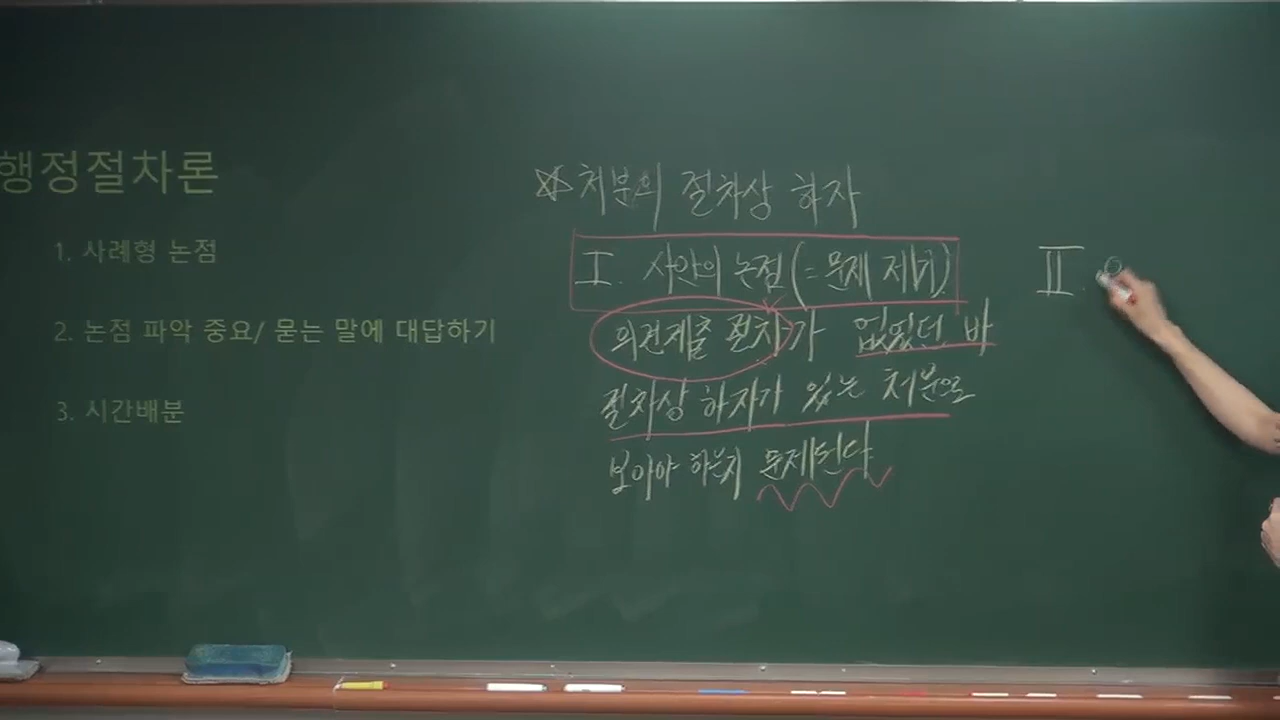 행정절차론
1. 사례형 논점
2. 논점 파악 중요/ 묻는 말에 대답하기
3. 시간배분
☆ 처분의 절차상 하자
I. 사안의 논점 (= 문제 제기)
의견제출 절차가 없었던 바
절차상 하자가 있는 처분으로
보아야 하는지 문제된다
II.